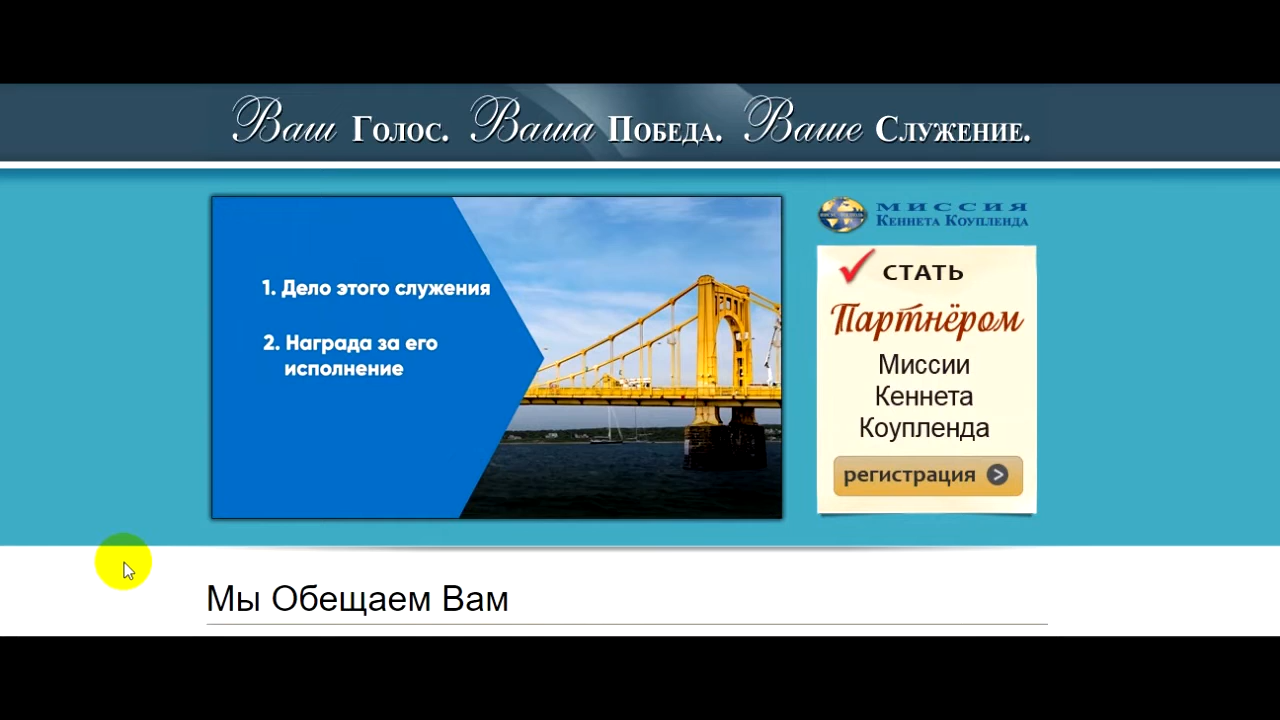 Ваш Голос. Ваша Победа. Ваше Служение.
1. Дело этого служения
2. Награда за его
исполнение
МИССИЯ
КЕННЕТА КОУПЛЕНДА
СТАТЬ
Партнёром
Миссии
Кеннета
Коупленда
регистрация
Мы Обещаем Вам